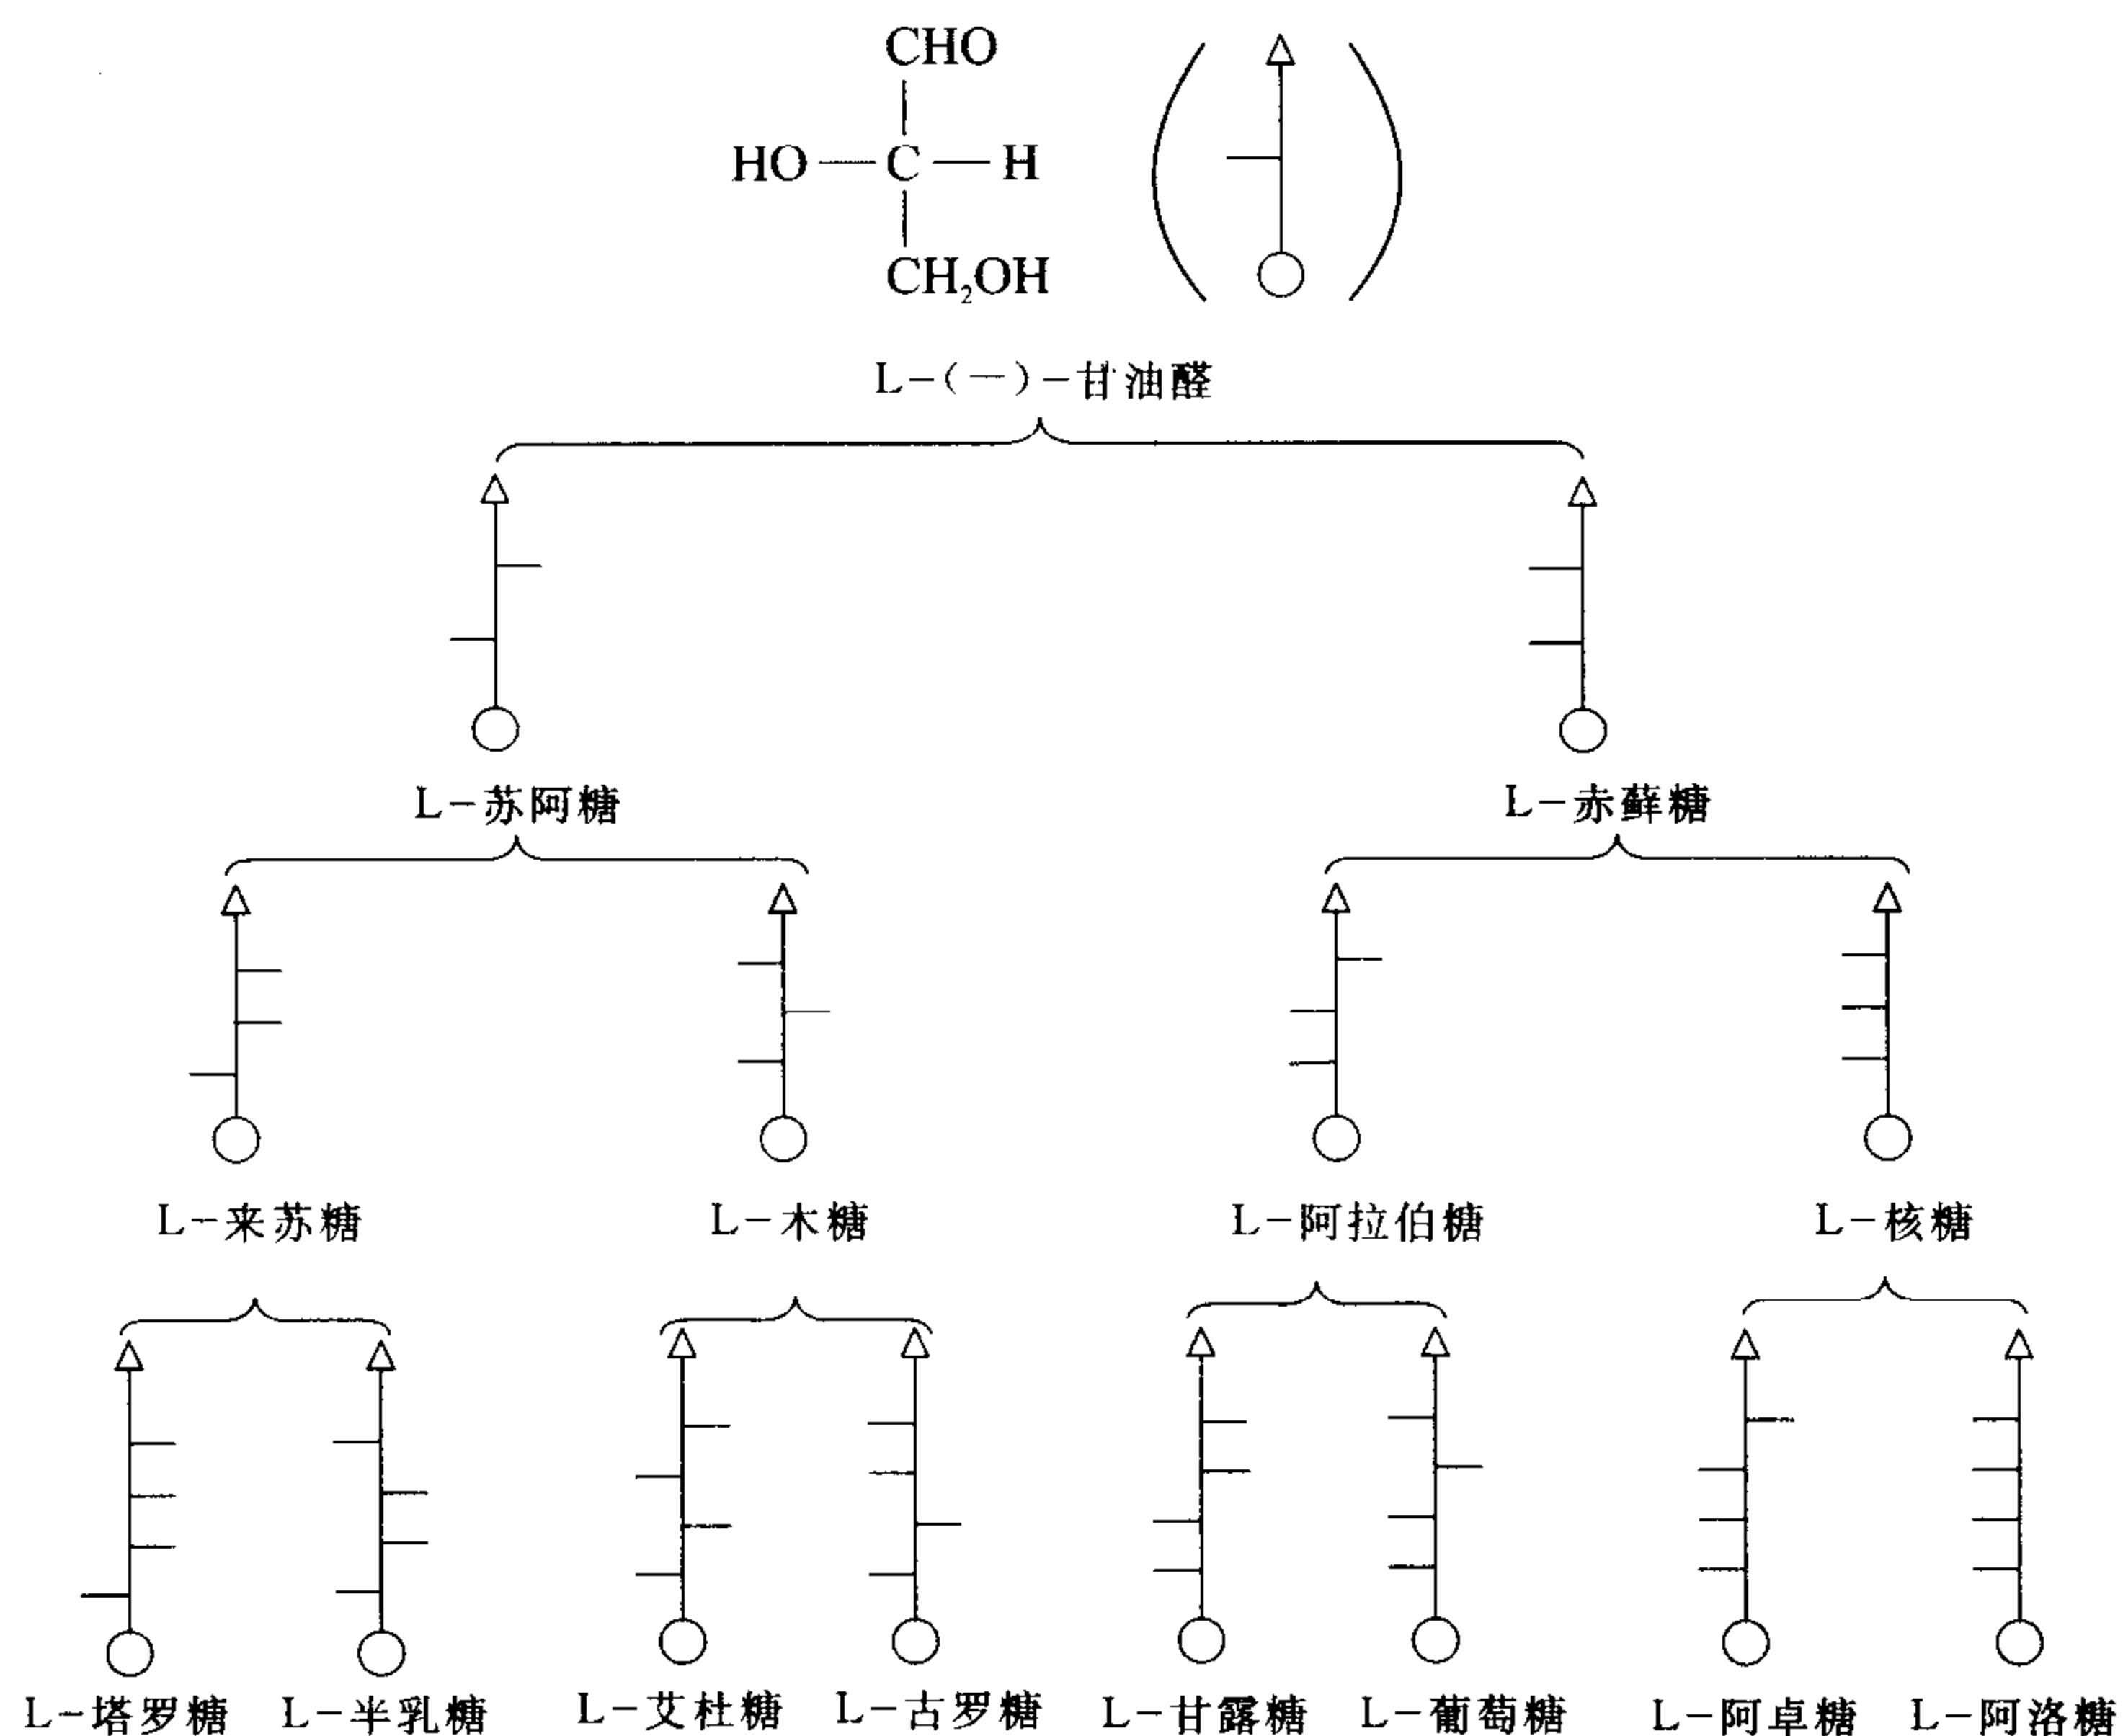 CHO
HO—C—H
CH₂OH
L-(—)-甘油醛
L-苏阿糖 L-赤藓糖
L-来苏糖 L-木糖 L-阿拉伯糖 L-核糖
L-塔罗糖 L-半乳糖 L-艾杜糖 L-古罗糖 L-甘露糖 L-葡萄糖 L-阿卓糖 L-阿洛糖